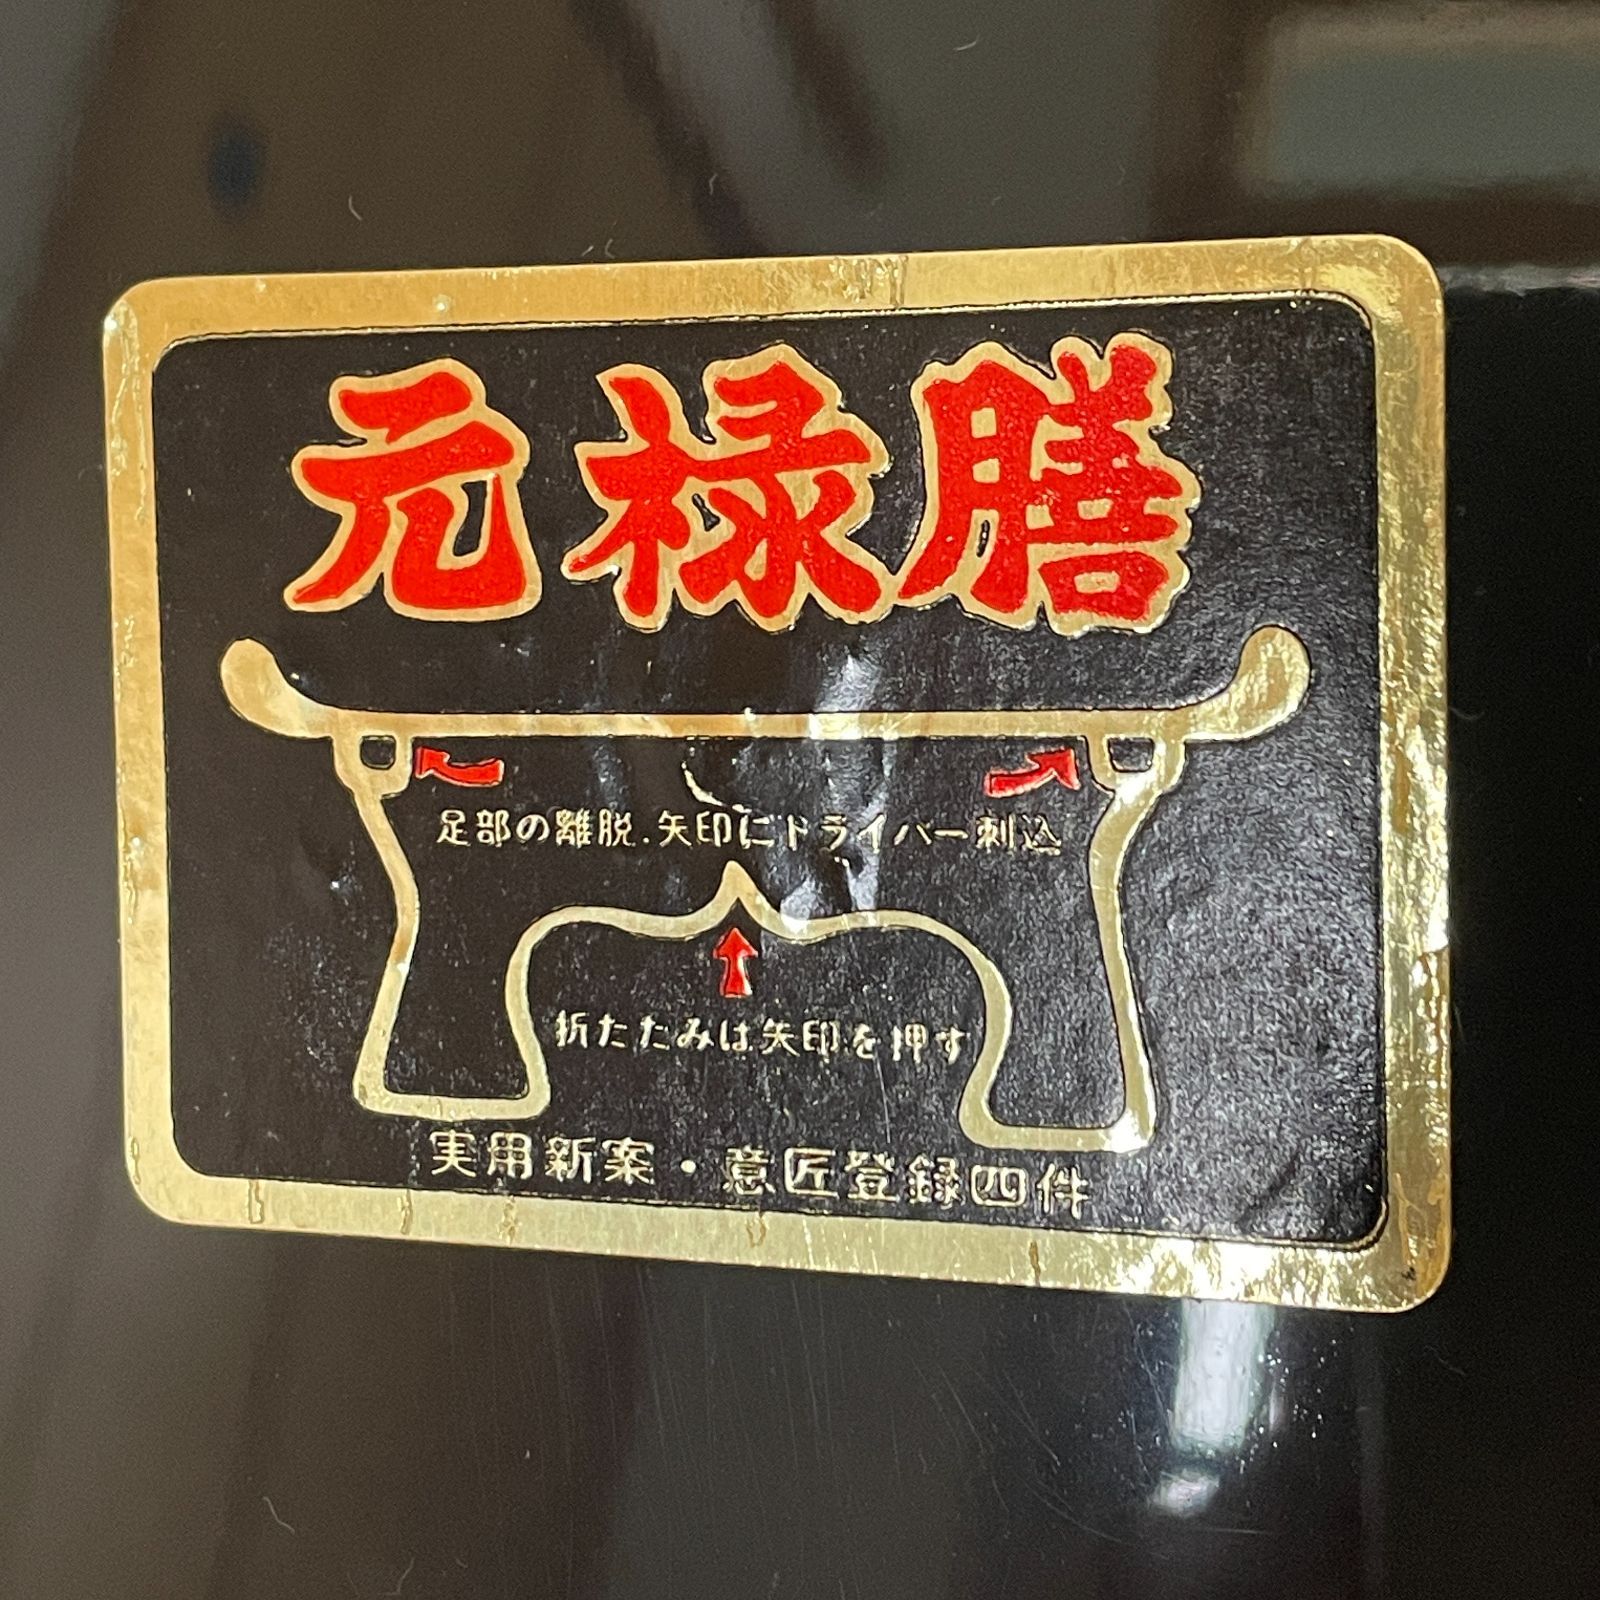 元禄膳
足部の離脱.矢印にドライバー刺込
折たたみは矢印を押す
実用新案・意匠登録四件